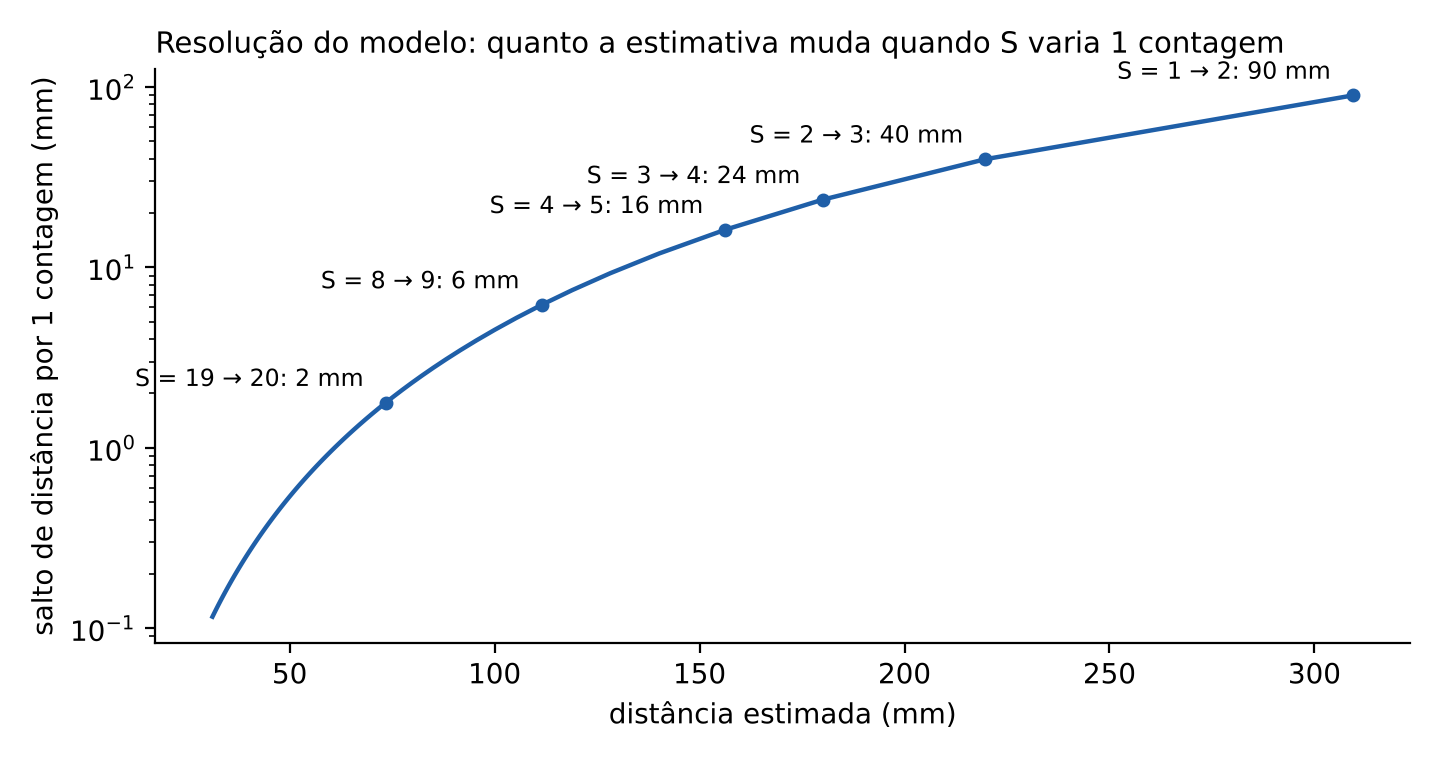 Resolução do modelo: quanto a estimativa muda quando S varia 1 contagem
S = 1 → 2: 90 mm
S = 2 → 3: 40 mm
S = 3 → 4: 24 mm
S = 4 → 5: 16 mm
S = 8 → 9: 6 mm
S = 19 → 20: 2 mm
salto de distância por 1 contagem (mm)
10²
10¹
10⁰
10⁻¹
50 100 150 200 250 300
distância estimada (mm)